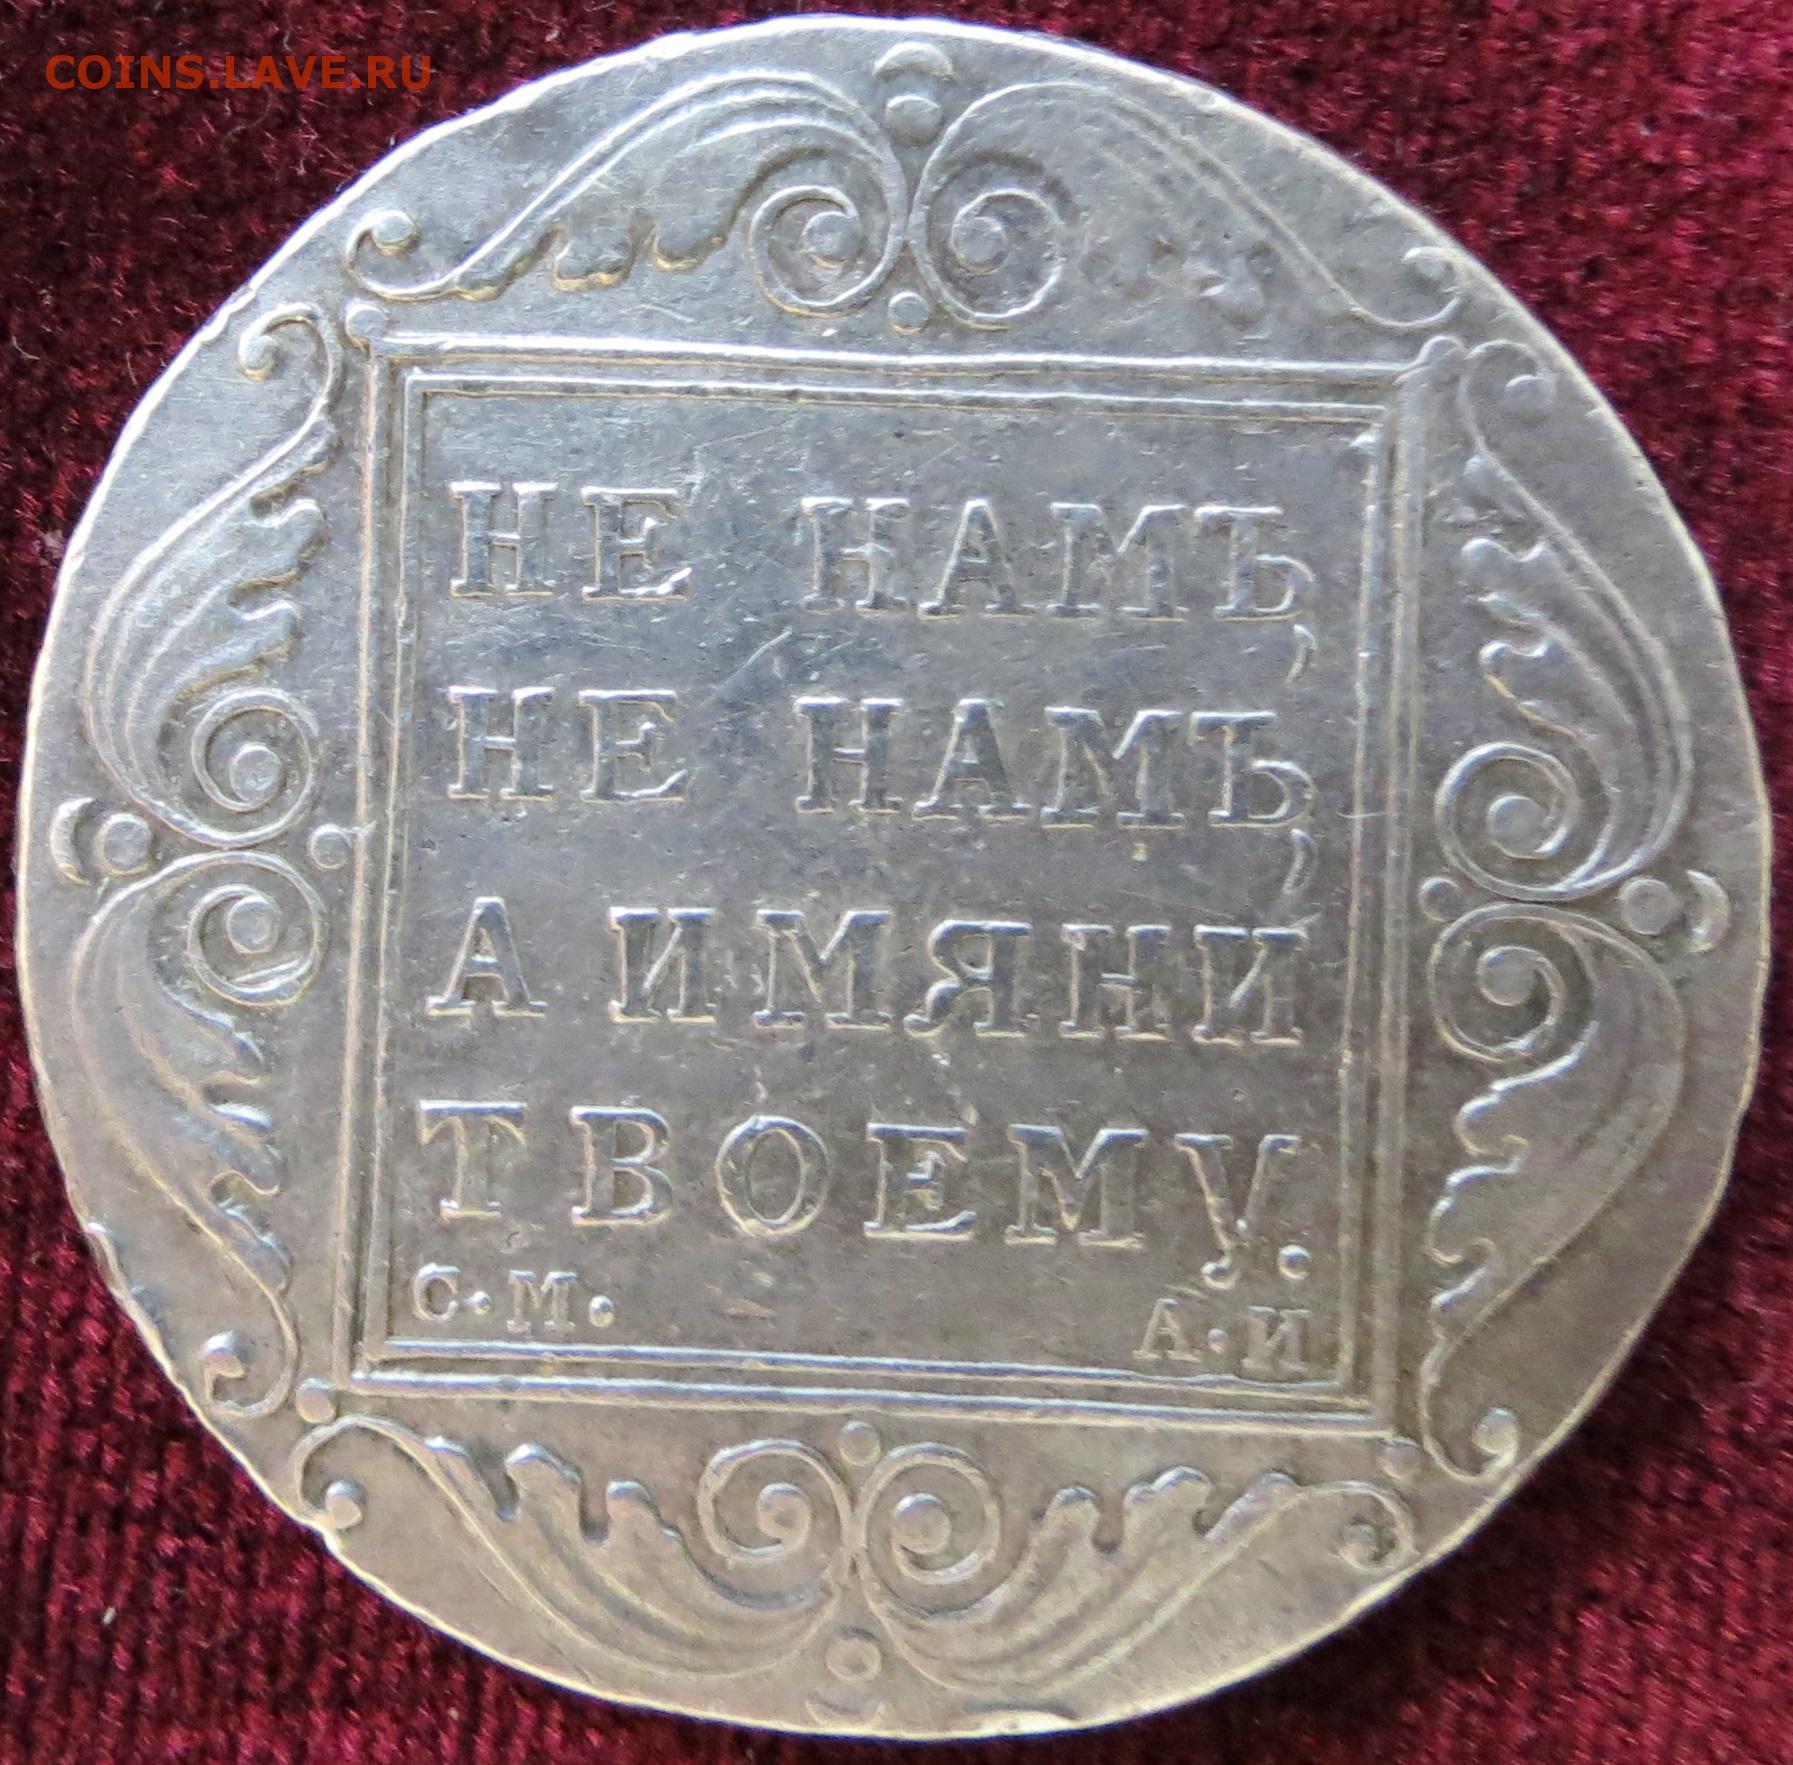 COINS.LAVE.RU
НЕ НАМЪ,
НЕ НАМЪ,
А ИМЯНИ
ТВОЕМУ.
С·М· А·И